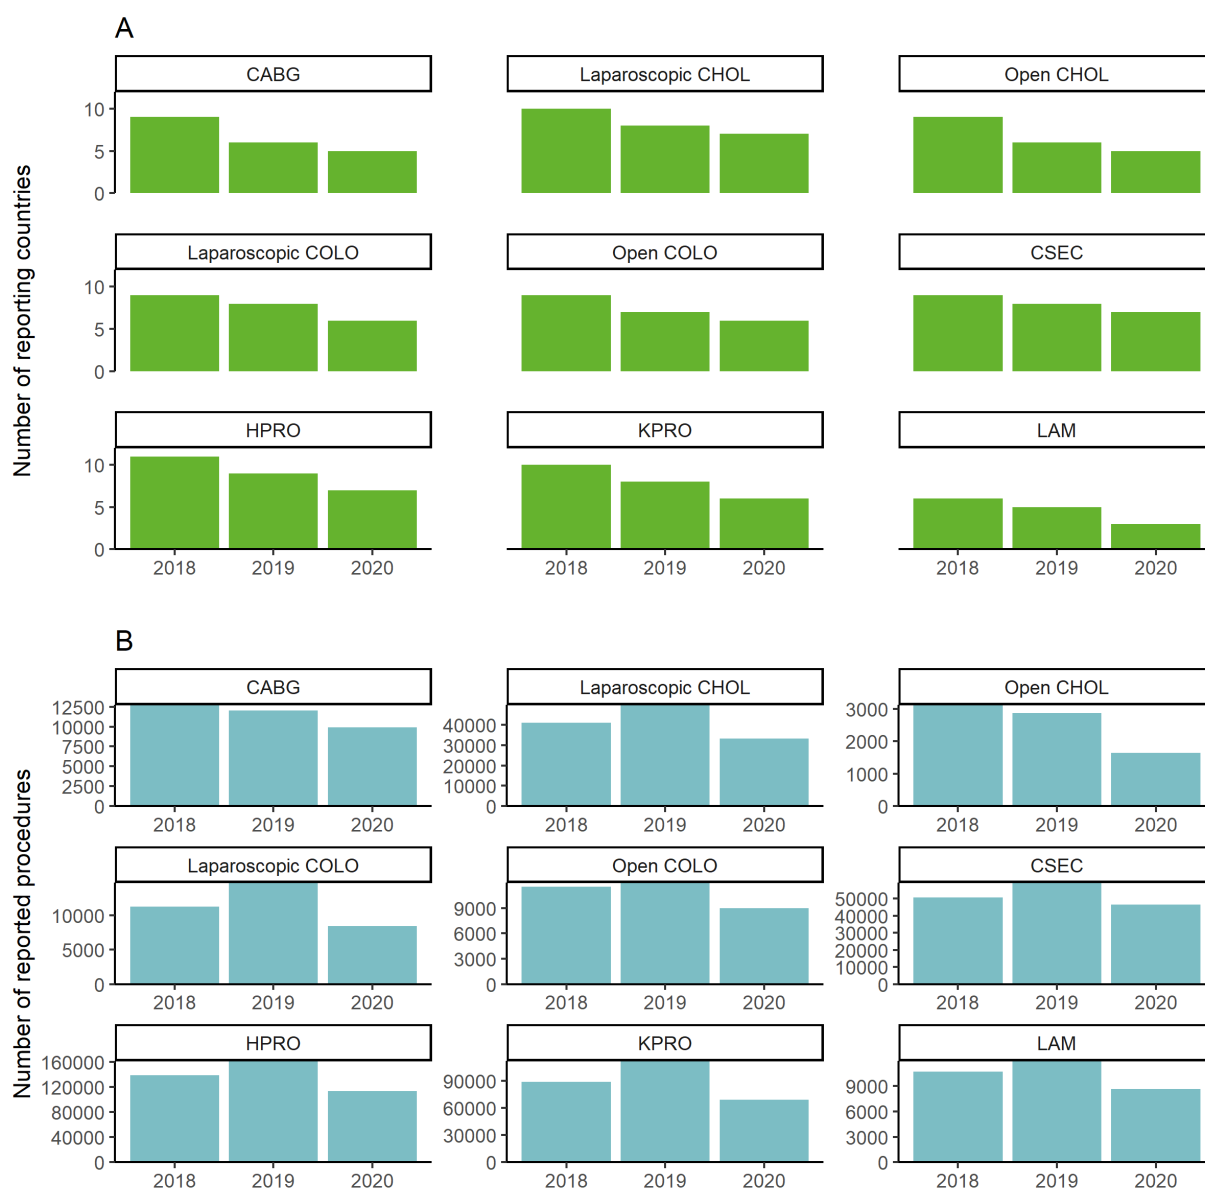 A
CABG
Laparoscopic CHOL
Open CHOL
10
5
0
Laparoscopic COLO
Open COLO
CSEC
10
5
0
HPRO
KPRO
LAM
10
5
0
2018 2019 2020
2018 2019 2020
2018 2019 2020
Number of reporting countries
B
CABG
Laparoscopic CHOL
Open CHOL
12500
10000
7500
5000
2500
0
40000
30000
20000
10000
0
3000
2000
1000
0
2018 2019 2020
2018 2019 2020
2018 2019 2020
Laparoscopic COLO
Open COLO
CSEC
10000
5000
0
9000
6000
3000
0
50000
40000
30000
20000
10000
0
2018 2019 2020
2018 2019 2020
2018 2019 2020
HPRO
KPRO
LAM
160000
120000
80000
40000
0
90000
60000
30000
0
9000
6000
3000
0
2018 2019 2020
2018 2019 2020
2018 2019 2020
Number of reported procedures